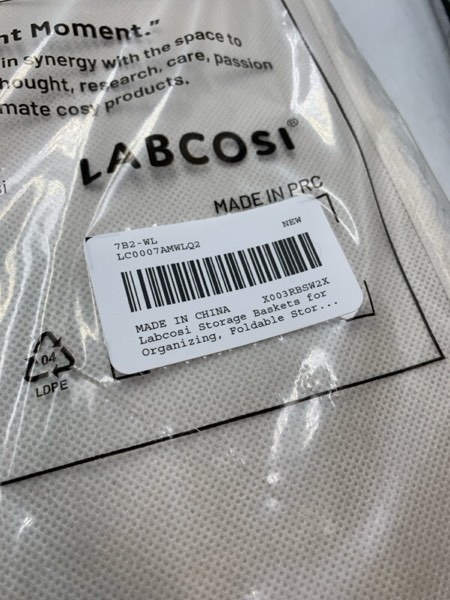 nt Moment.”
in synergy with the space to
hought, research, care, passion
mate cosy products.
LABCOSI®
si
MADE IN PRC
7B2-WL
NEW
LC0007AMWLQ2
X003RBSW2X
MADE IN CHINA
Labcosi Storage Baskets for
Organizing, Foldable Stor...
04
LDPE